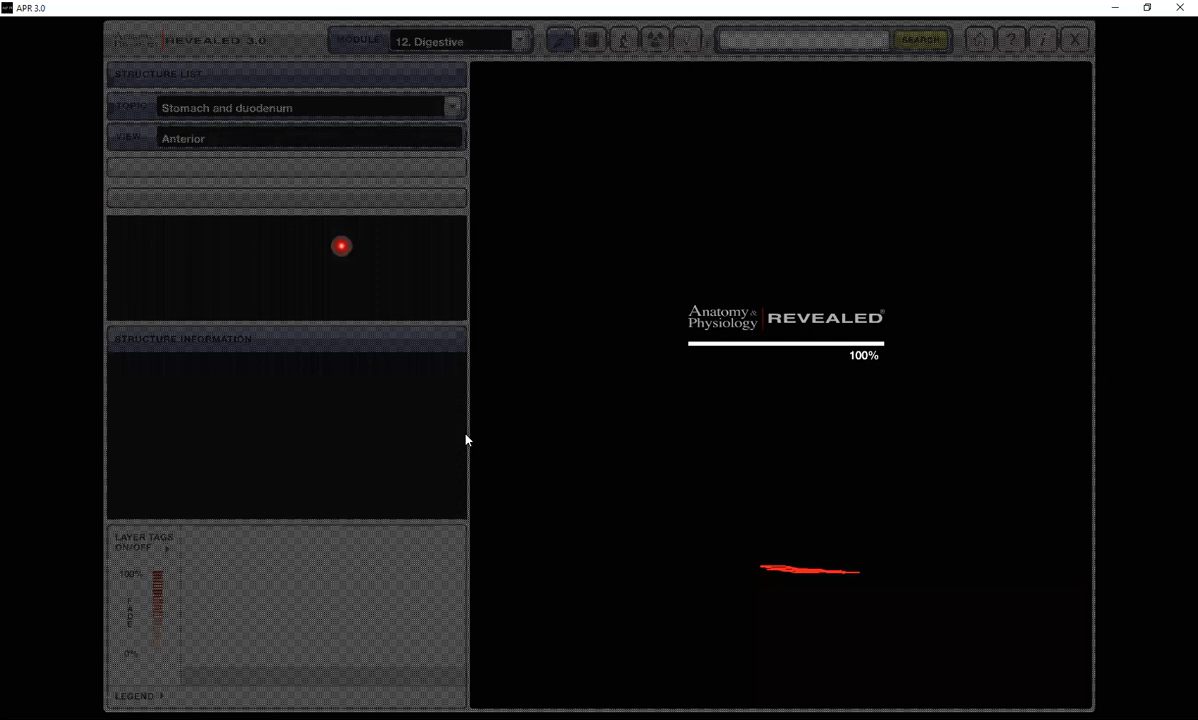 APR 3.0
REVEALED 3.0
MODULE 12. Digestive
SEARCH
STRUCTURE LIST
TOPIC Stomach and duodenum
VIEW Anterior
STRUCTURE INFORMATION
LAYER TAGS
ON/OFF
100%
FADE
0%
LEGEND
Anatomy &
Physiology REVEALED®
100%